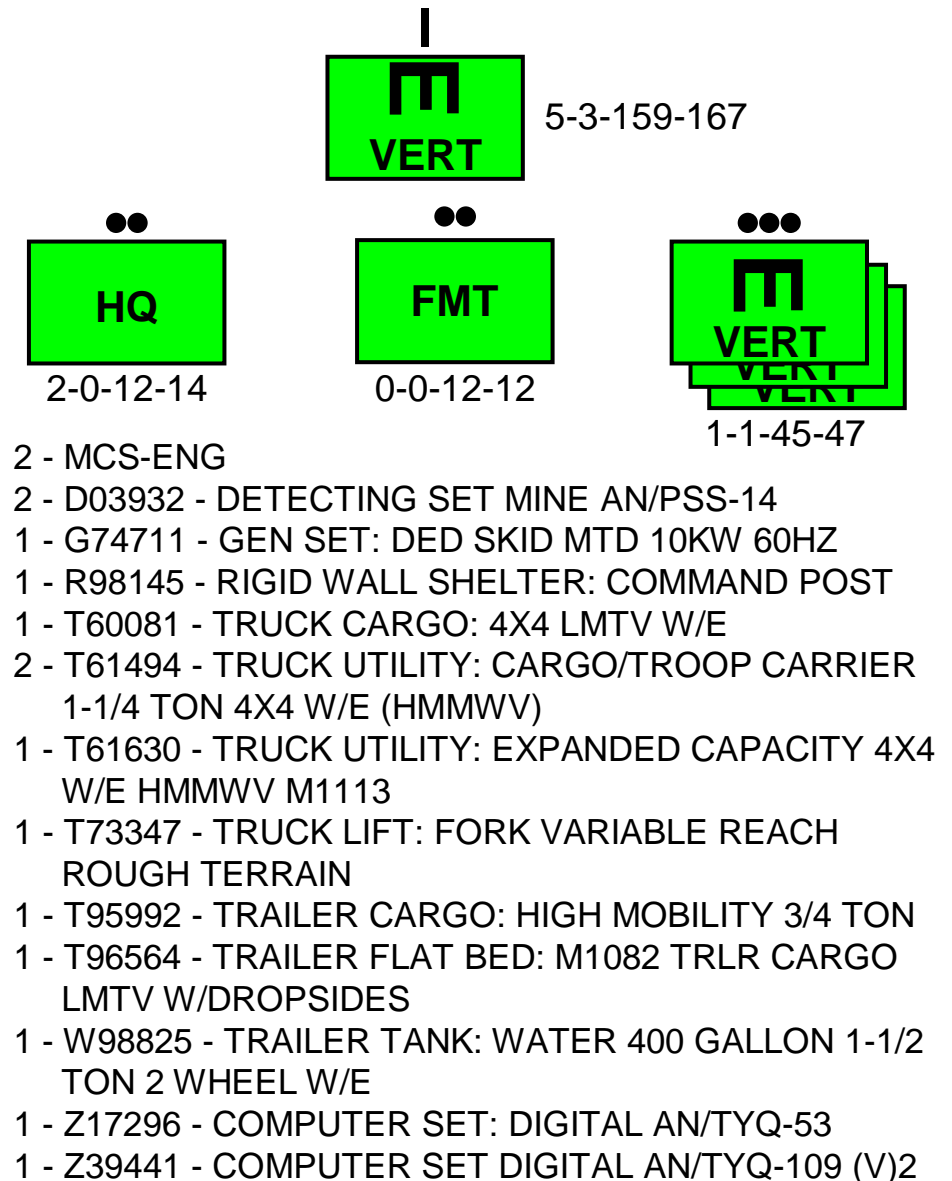 VERT
5-3-159-167
HQ
FMT
VERT
VERT
VERT
2-0-12-14
0-0-12-12
1-1-45-47
2 - MCS-ENG
2 - D03932 - DETECTING SET MINE AN/PSS-14
1 - G74711 - GEN SET: DED SKID MTD 10KW 60HZ
1 - R98145 - RIGID WALL SHELTER: COMMAND POST
1 - T60081 - TRUCK CARGO: 4X4 LMTV W/E
2 - T61494 - TRUCK UTILITY: CARGO/TROOP CARRIER
1-1/4 TON 4X4 W/E (HMMWV)
1 - T61630 - TRUCK UTILITY: EXPANDED CAPACITY 4X4
W/E HMMWV M1113
1 - T73347 - TRUCK LIFT: FORK VARIABLE REACH
ROUGH TERRAIN
1 - T95992 - TRAILER CARGO: HIGH MOBILITY 3/4 TON
1 - T96564 - TRAILER FLAT BED: M1082 TRLR CARGO
LMTV W/DROPSIDES
1 - W98825 - TRAILER TANK: WATER 400 GALLON 1-1/2
TON 2 WHEEL W/E
1 - Z17296 - COMPUTER SET: DIGITAL AN/TYQ-53
1 - Z39441 - COMPUTER SET DIGITAL AN/TYQ-109 (V)2